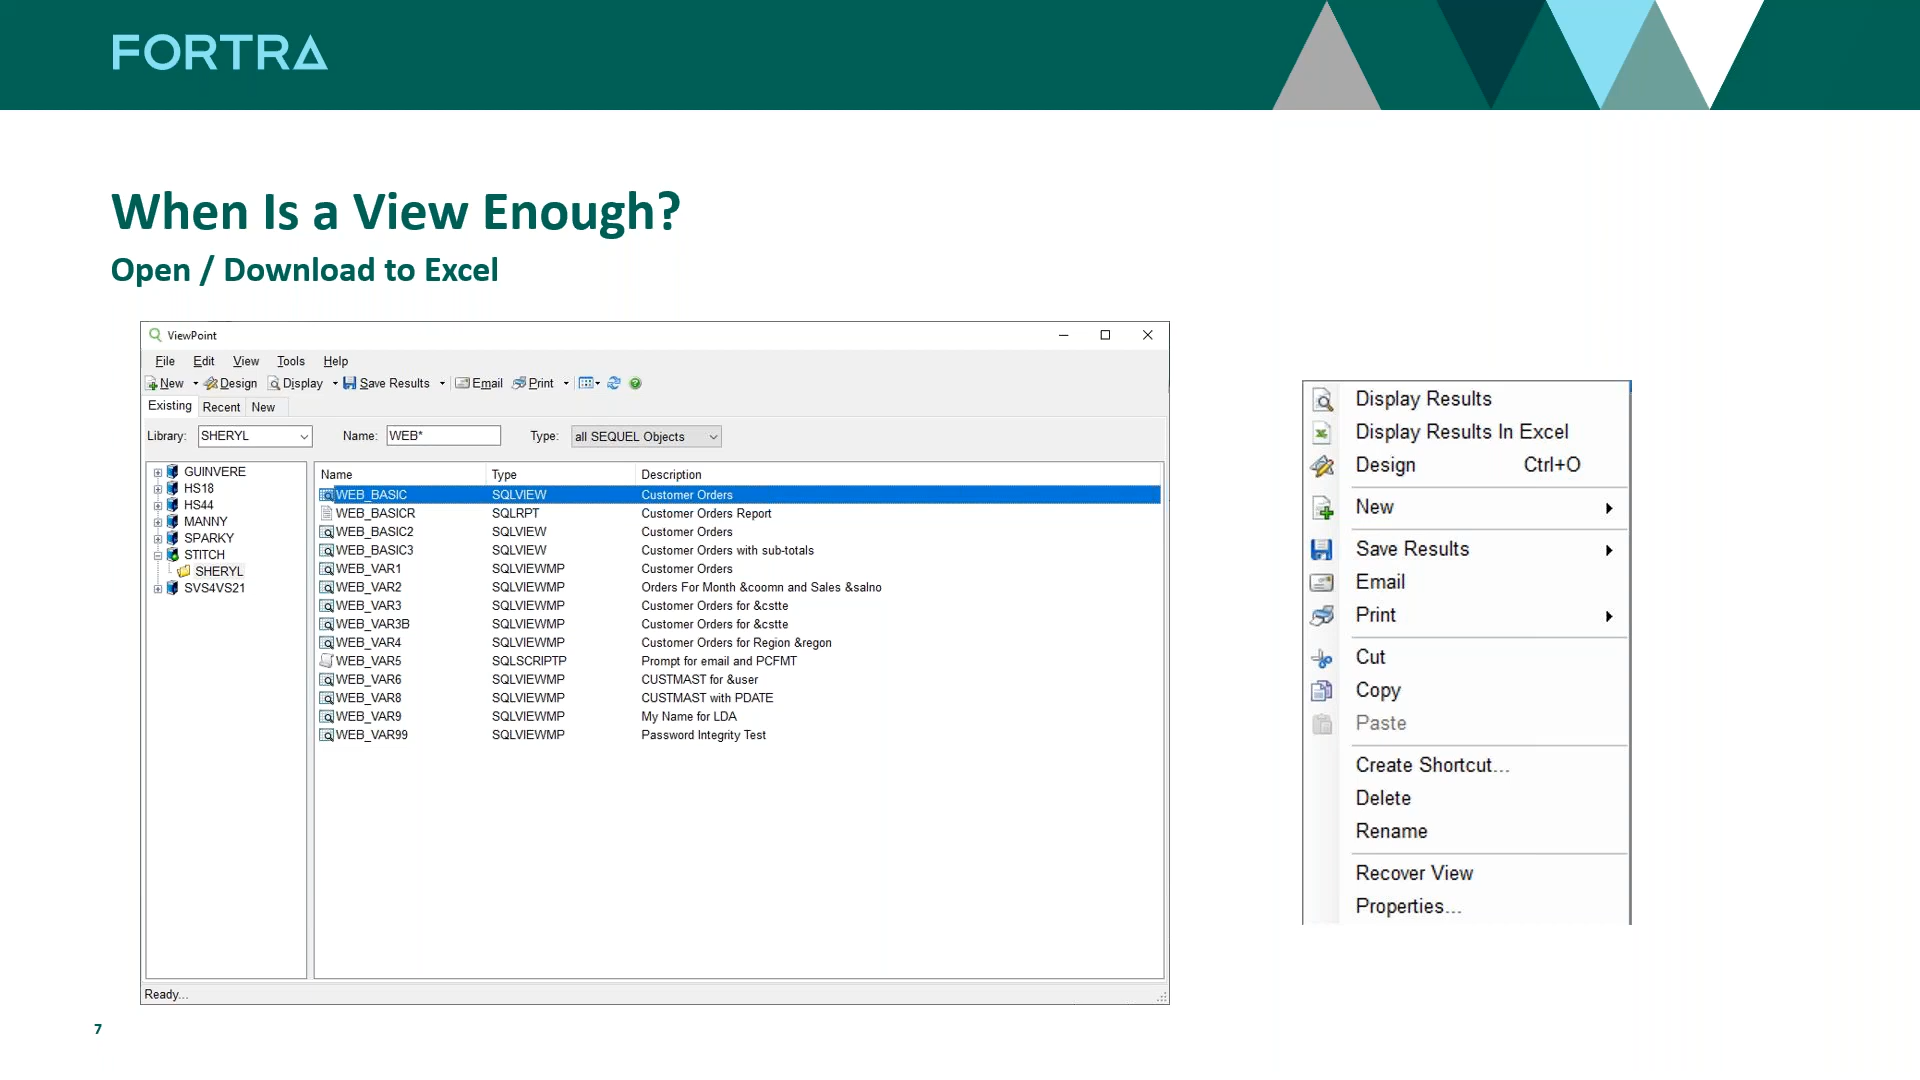 FORTRA
When Is a View Enough?
Open / Download to Excel
ViewPoint
File Edit View Tools Help
New Design Display Save Results Email Print
Existing Recent New
Library: SHERYL Name: WEB* Type: all SEQUEL Objects
GUINVERE
HS18
HS44
MANNY
SPARKY
STITCH
SHERYL
SVS4VS21
Name Type Description
WEB_BASIC SQLVIEW Customer Orders
WEB_BASICR SQLRPT Customer Orders Report
WEB_BASIC2 SQLVIEW Customer Orders
WEB_BASIC3 SQLVIEW Customer Orders with sub-totals
WEB_VAR1 SQLVIEWMP Customer Orders
WEB_VAR2 SQLVIEWMP Orders For Month &coomn and Sales &salno
WEB_VAR3 SQLVIEWMP Customer Orders for &cstte
WEB_VAR3B SQLVIEWMP Customer Orders for &cstte
WEB_VAR4 SQLVIEWMP Customer Orders for Region &regon
WEB_VAR5 SQLSCRIPTP Prompt for email and PCFMT
WEB_VAR6 SQLVIEWMP CUSTMAST for &user
WEB_VAR8 SQLVIEWMP CUSTMAST with PDATE
WEB_VAR9 SQLVIEWMP My Name for LDA
WEB_VAR99 SQLVIEWMP Password Integrity Test
Ready...
Display Results
Display Results In Excel
Design Ctrl+O
New
Save Results
Email
Print
Cut
Copy
Paste
Create Shortcut...
Delete
Rename
Recover View
Properties...
7